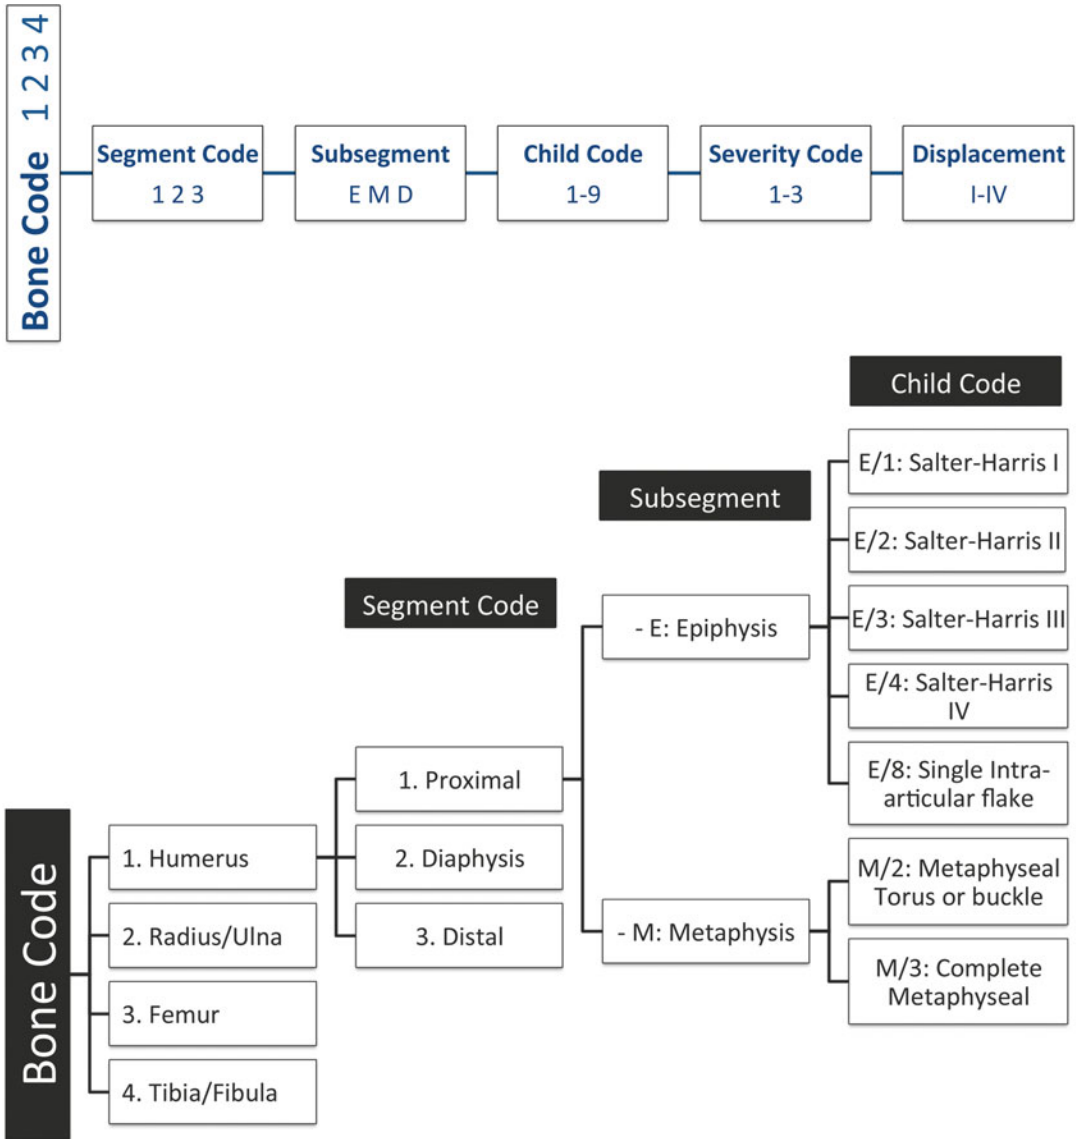 Bone Code 1 2 3 4
Segment Code
1 2 3
Subsegment
E M D
Child Code
1-9
Severity Code
1-3
Displacement
I-IV
Bone Code
1. Humerus
2. Radius/Ulna
3. Femur
4. Tibia/Fibula
Segment Code
1. Proximal
2. Diaphysis
3. Distal
Subsegment
- E: Epiphysis
- M: Metaphysis
Child Code
E/1: Salter-Harris I
E/2: Salter-Harris II
E/3: Salter-Harris III
E/4: Salter-Harris
IV
E/8: Single Intra-
articular flake
M/2: Metaphyseal
Torus or buckle
M/3: Complete
Metaphyseal